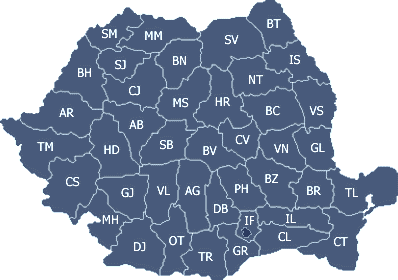 BT
SM MM SV
SJ BN IS
BH NT
CJ
MS HR
AR BC VS
AB
TM HD SB BV CV VN GL
CS GJ VL AG PH BZ BR TL
DB
MH IF IL
DJ OT TR GR CL CT